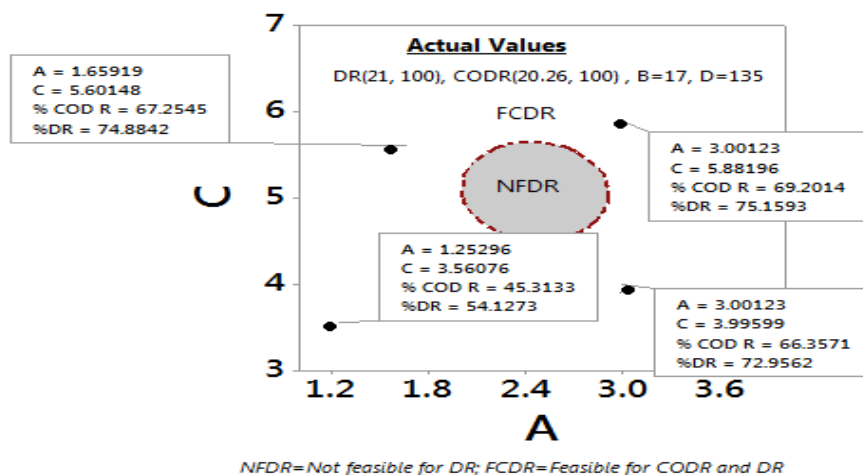 7
6
5
4
3
C
Actual Values
DR(21, 100), CODR(20.26, 100) , B=17, D=135
FCDR
NFDR
A = 1.65919
C = 5.60148
% COD R = 67.2545
%DR = 74.8842
A = 3.00123
C = 5.88196
% COD R = 69.2014
%DR = 75.1593
A = 1.25296
C = 3.56076
% COD R = 45.3133
%DR = 54.1273
A = 3.00123
C = 3.99599
% COD R = 66.3571
%DR = 72.9562
1.2 1.8 2.4 3.0 3.6
A
NFDR=Not feasible for DR; FCDR=Feasible for CODR and DR